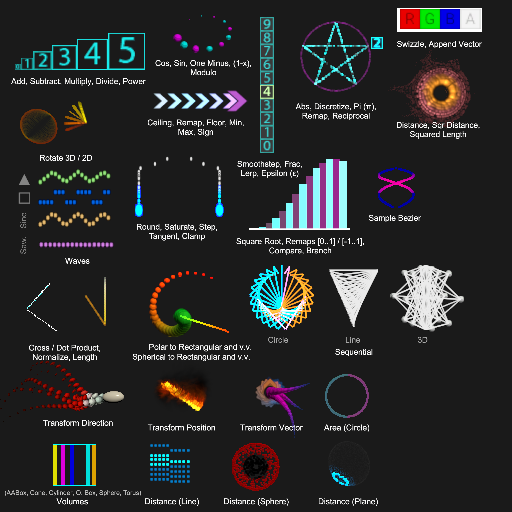 1 2 3 4 5
Add, Subtract, Multiply, Divide, Power
Cos, Sin, One Minus, (1-x),
Modulo
9
8
7
6
5
4
3
2
1
0
2
Abs, Discretize, Pi (π),
Remap, Reciprocal
R G B A
Swizzle, Append Vector
Ceiling, Remap, Floor, Min,
Max, Sign
Distance, Sqr Distance,
Squared Length
Rotate 3D / 2D
Smoothstep, Frac,
Lerp, Epsilon (ε)
Sine
Saw.
Waves
Round, Saturate, Step,
Tangent, Clamp
Square Root, Remaps [0..1] / [-1..1],
Compare, Branch
Sample Bezier
Cross / Dot Product,
Normalize, Length
Polar to Rectangular and v.v.
Spherical to Rectangular and v.v.
Circle
Line
3D
Sequential
Transform Direction
Transform Position
Transform Vector
Area (Circle)
(AABox, Cone, Cylinder, O. Box, Sphere, Torus)
Volumes
Distance (Line)
Distance (Sphere)
Distance (Plane)